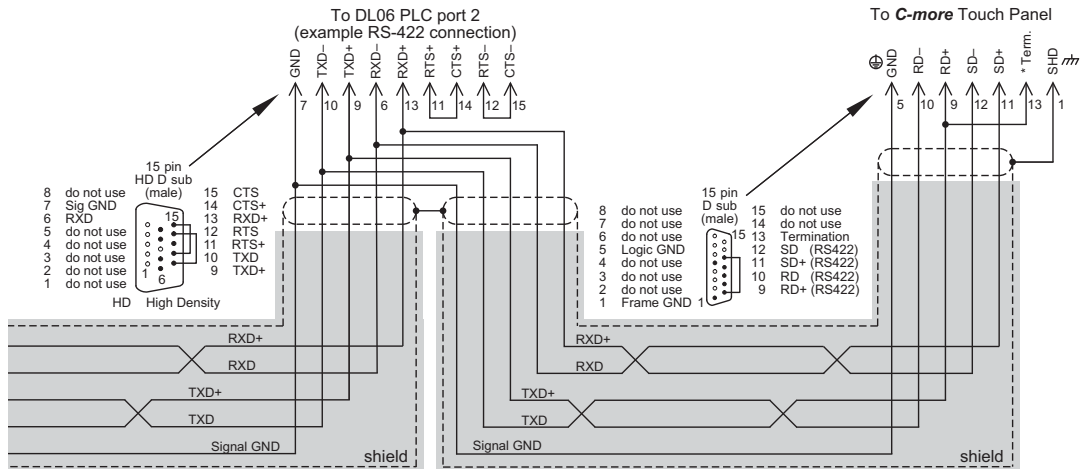 To DL06 PLC port 2
(example RS-422 connection)
GND
TXD–
TXD+
RXD–
RXD+
RTS+
CTS+
RTS–
CTS–
7
10
9
6
13
11
14
12
15
To C-more Touch Panel
GND
RD–
RD+
SD–
SD+
* Term.
SHD
5
10
9
12
11
13
1
15 pin
HD D sub
(male)
8 do not use
7 Sig GND
6 RXD
5 do not use
4 do not use
3 do not use
2 do not use
1 do not use
15
1
6
15 CTS
14 CTS+
13 RXD+
12 RTS
11 RTS+
10 TXD
9 TXD+
HD High Density
15 pin
D sub
(male)
8 do not use
7 do not use
6 do not use
5 Logic GND
4 do not use
3 do not use
2 do not use
1 Frame GND
15
1
15 do not use
14 do not use
13 Termination
12 SD (RS422)
11 SD+ (RS422)
10 RD (RS422)
9 RD+ (RS422)
RXD+
RXD
TXD+
TXD
Signal GND
shield
RXD+
RXD
TXD+
TXD
Signal GND
shield